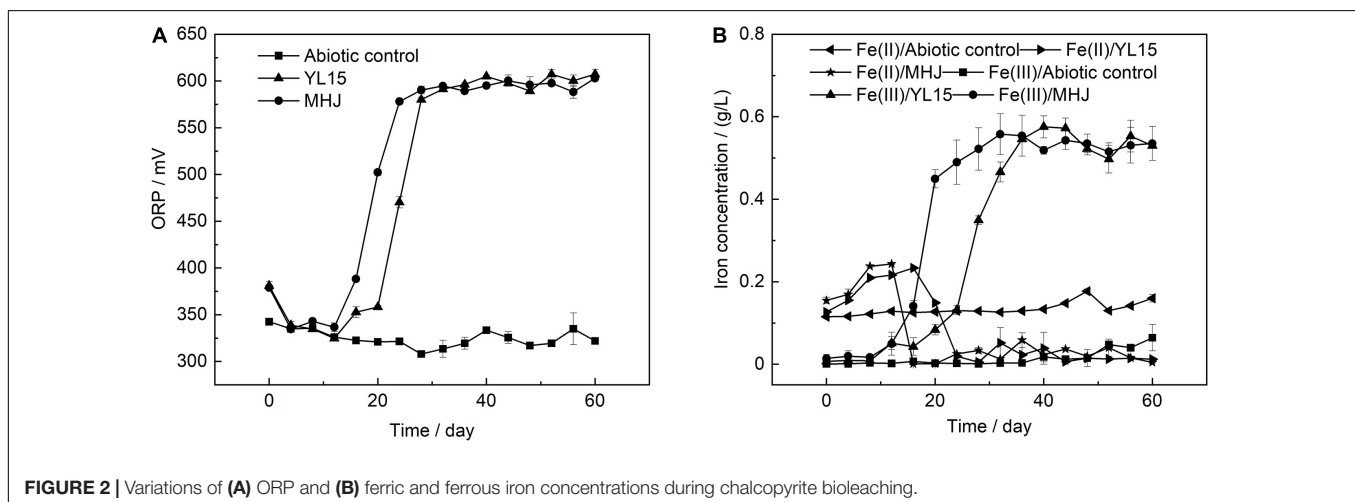 A
Abiotic control
YL15
MHJ
600
550
500
450
400
350
300
ORP / mV
0 20 40 60
Time / day
B
Fe(II)/Abiotic control Fe(II)/YL15
Fe(II)/MHJ Fe(III)/Abiotic control
Fe(III)/YL15 Fe(III)/MHJ
0.8
0.6
0.4
0.2
0
Iron concentration / (g/L)
0 20 40 60
Time / day
FIGURE 2 | Variations of (A) ORP and (B) ferric and ferrous iron concentrations during chalcopyrite bioleaching.